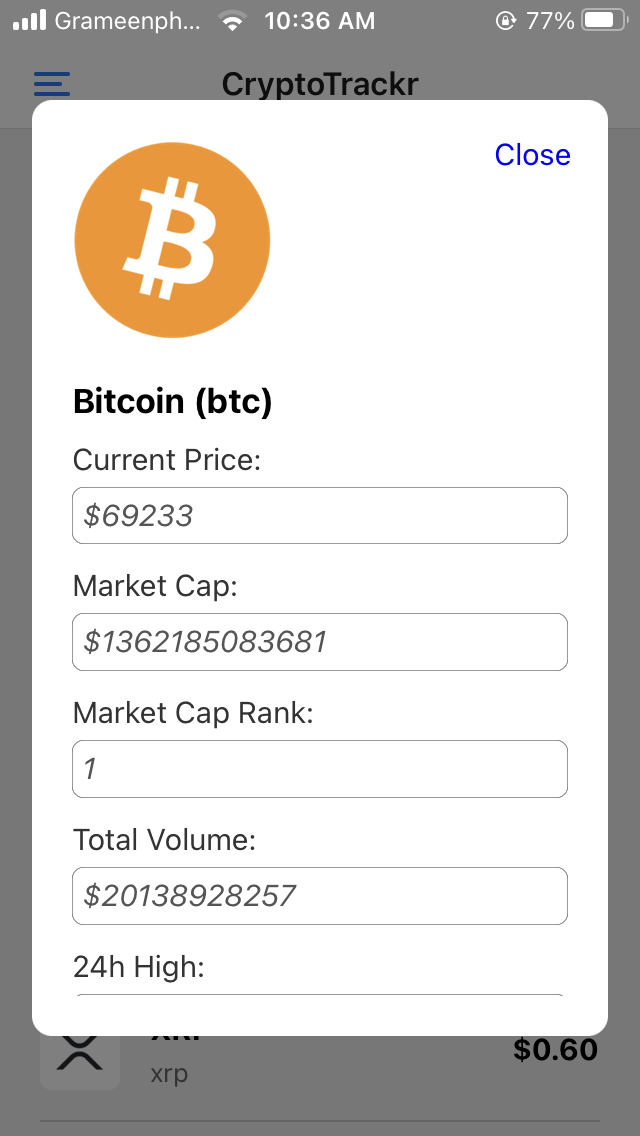 Grameenph... 10:36 AM 77%
CryptoTrackr
Close
Bitcoin (btc)
Current Price:
$69233
Market Cap:
$1362185083681
Market Cap Rank:
1
Total Volume:
$20138928257
24h High:
$0.60
xrp